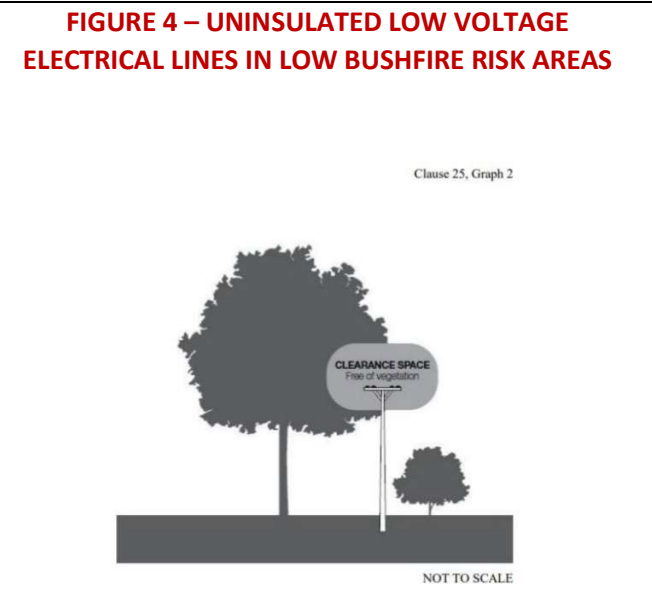 FIGURE 4 – UNINSULATED LOW VOLTAGE
ELECTRICAL LINES IN LOW BUSHFIRE RISK AREAS
Clause 25, Graph 2
CLEARANCE SPACE
Free of vegetation
NOT TO SCALE